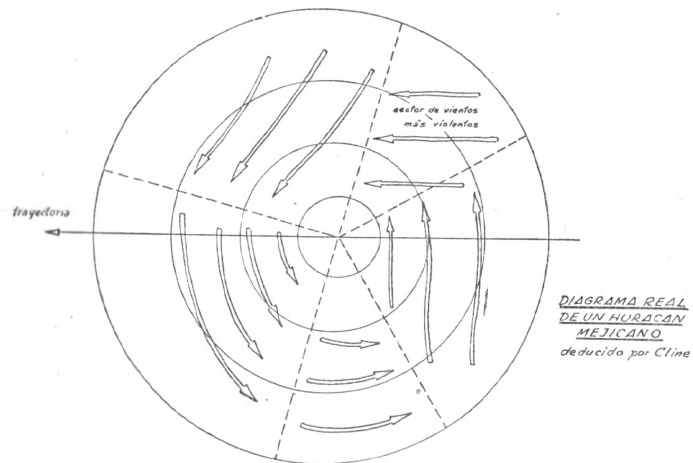 sector de vientos
más violentos
trayectoria
DIAGRAMA REAL
DE UN HURACAN
MEJICANO
deducido por Cline